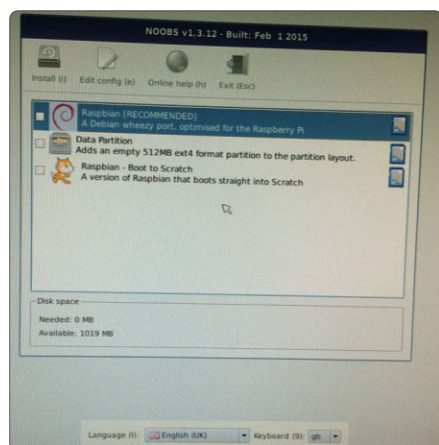 NOOBS v1.3.12 - Built: Feb 1 2015
Install (i) Edit config (e) Online help (h) Exit (Esc)
Raspbian [RECOMMENDED]
A Debian wheezy port, optimised for the Raspberry Pi
Data Partition
Adds an empty 512MB ext4 format partition to the partition layout.
Raspbian - Boot to Scratch
A version of Raspbian that boots straight into Scratch
Disk space
Needed: 0 MB
Available: 1019 MB
Language (l): English (UK) Keyboard (9): gb